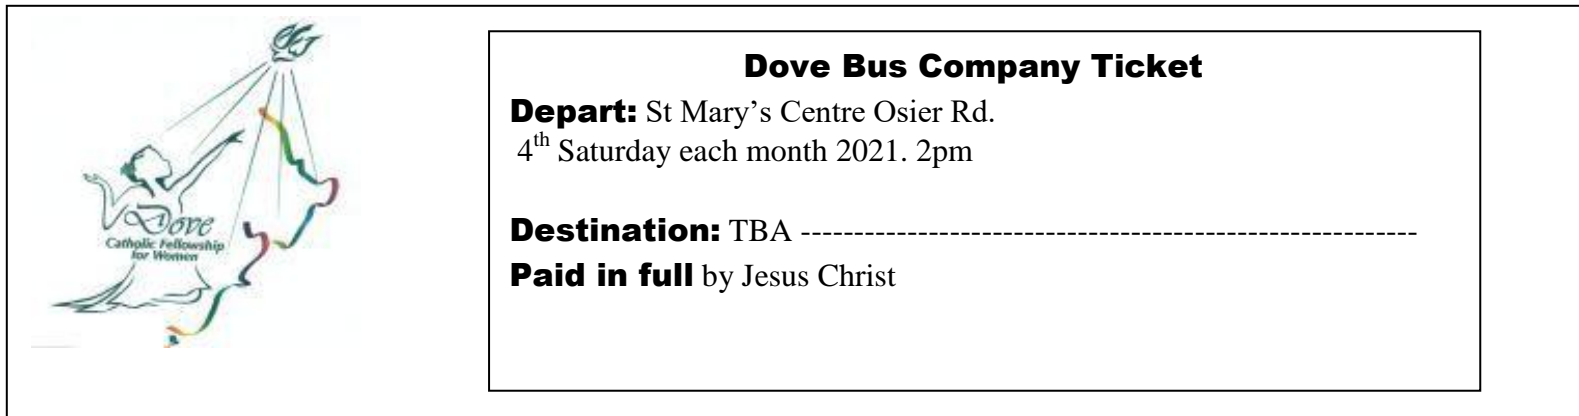 Dove
Catholic Fellowship
for Women
Dove Bus Company Ticket
Depart: St Mary’s Centre Osier Rd.
4th Saturday each month 2021. 2pm
Destination: TBA ----------------------------------------------------------
Paid in full by Jesus Christ